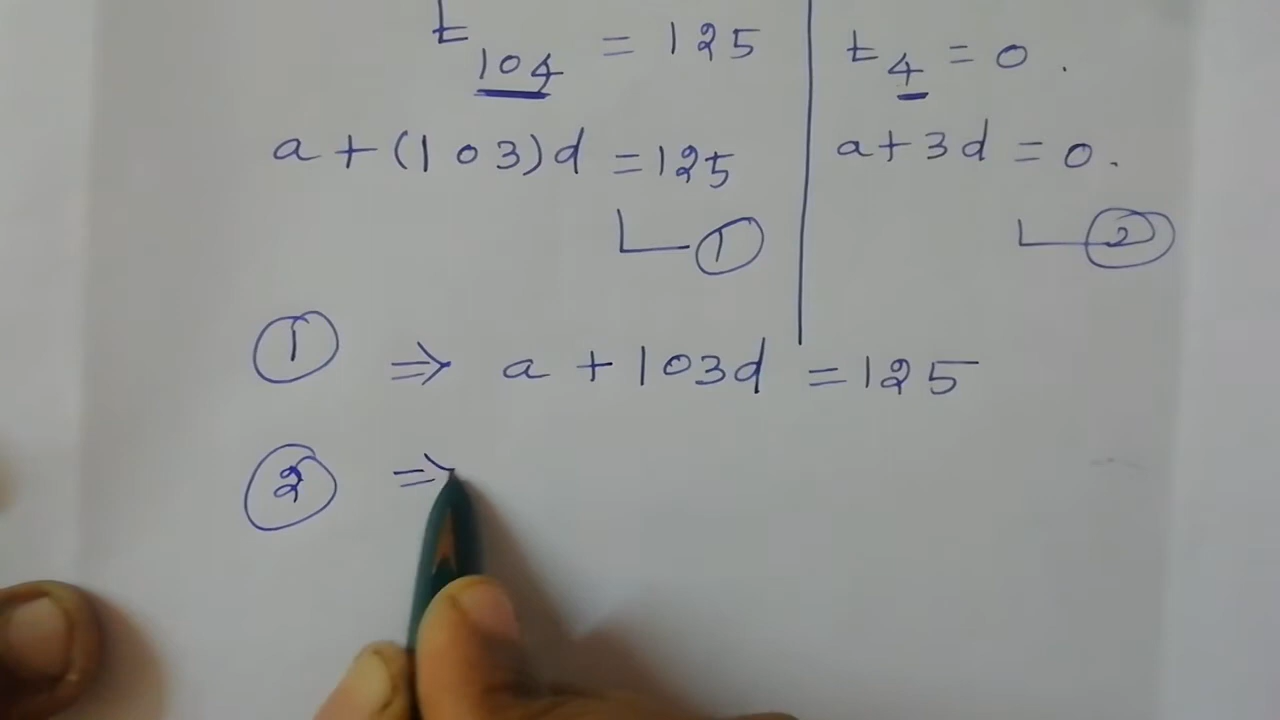 t₁₀₄ = 125
a + (103)d = 125
①
t₄ = 0.
a + 3d = 0.
②
① ⇒ a + 103d = 125
② ⇒